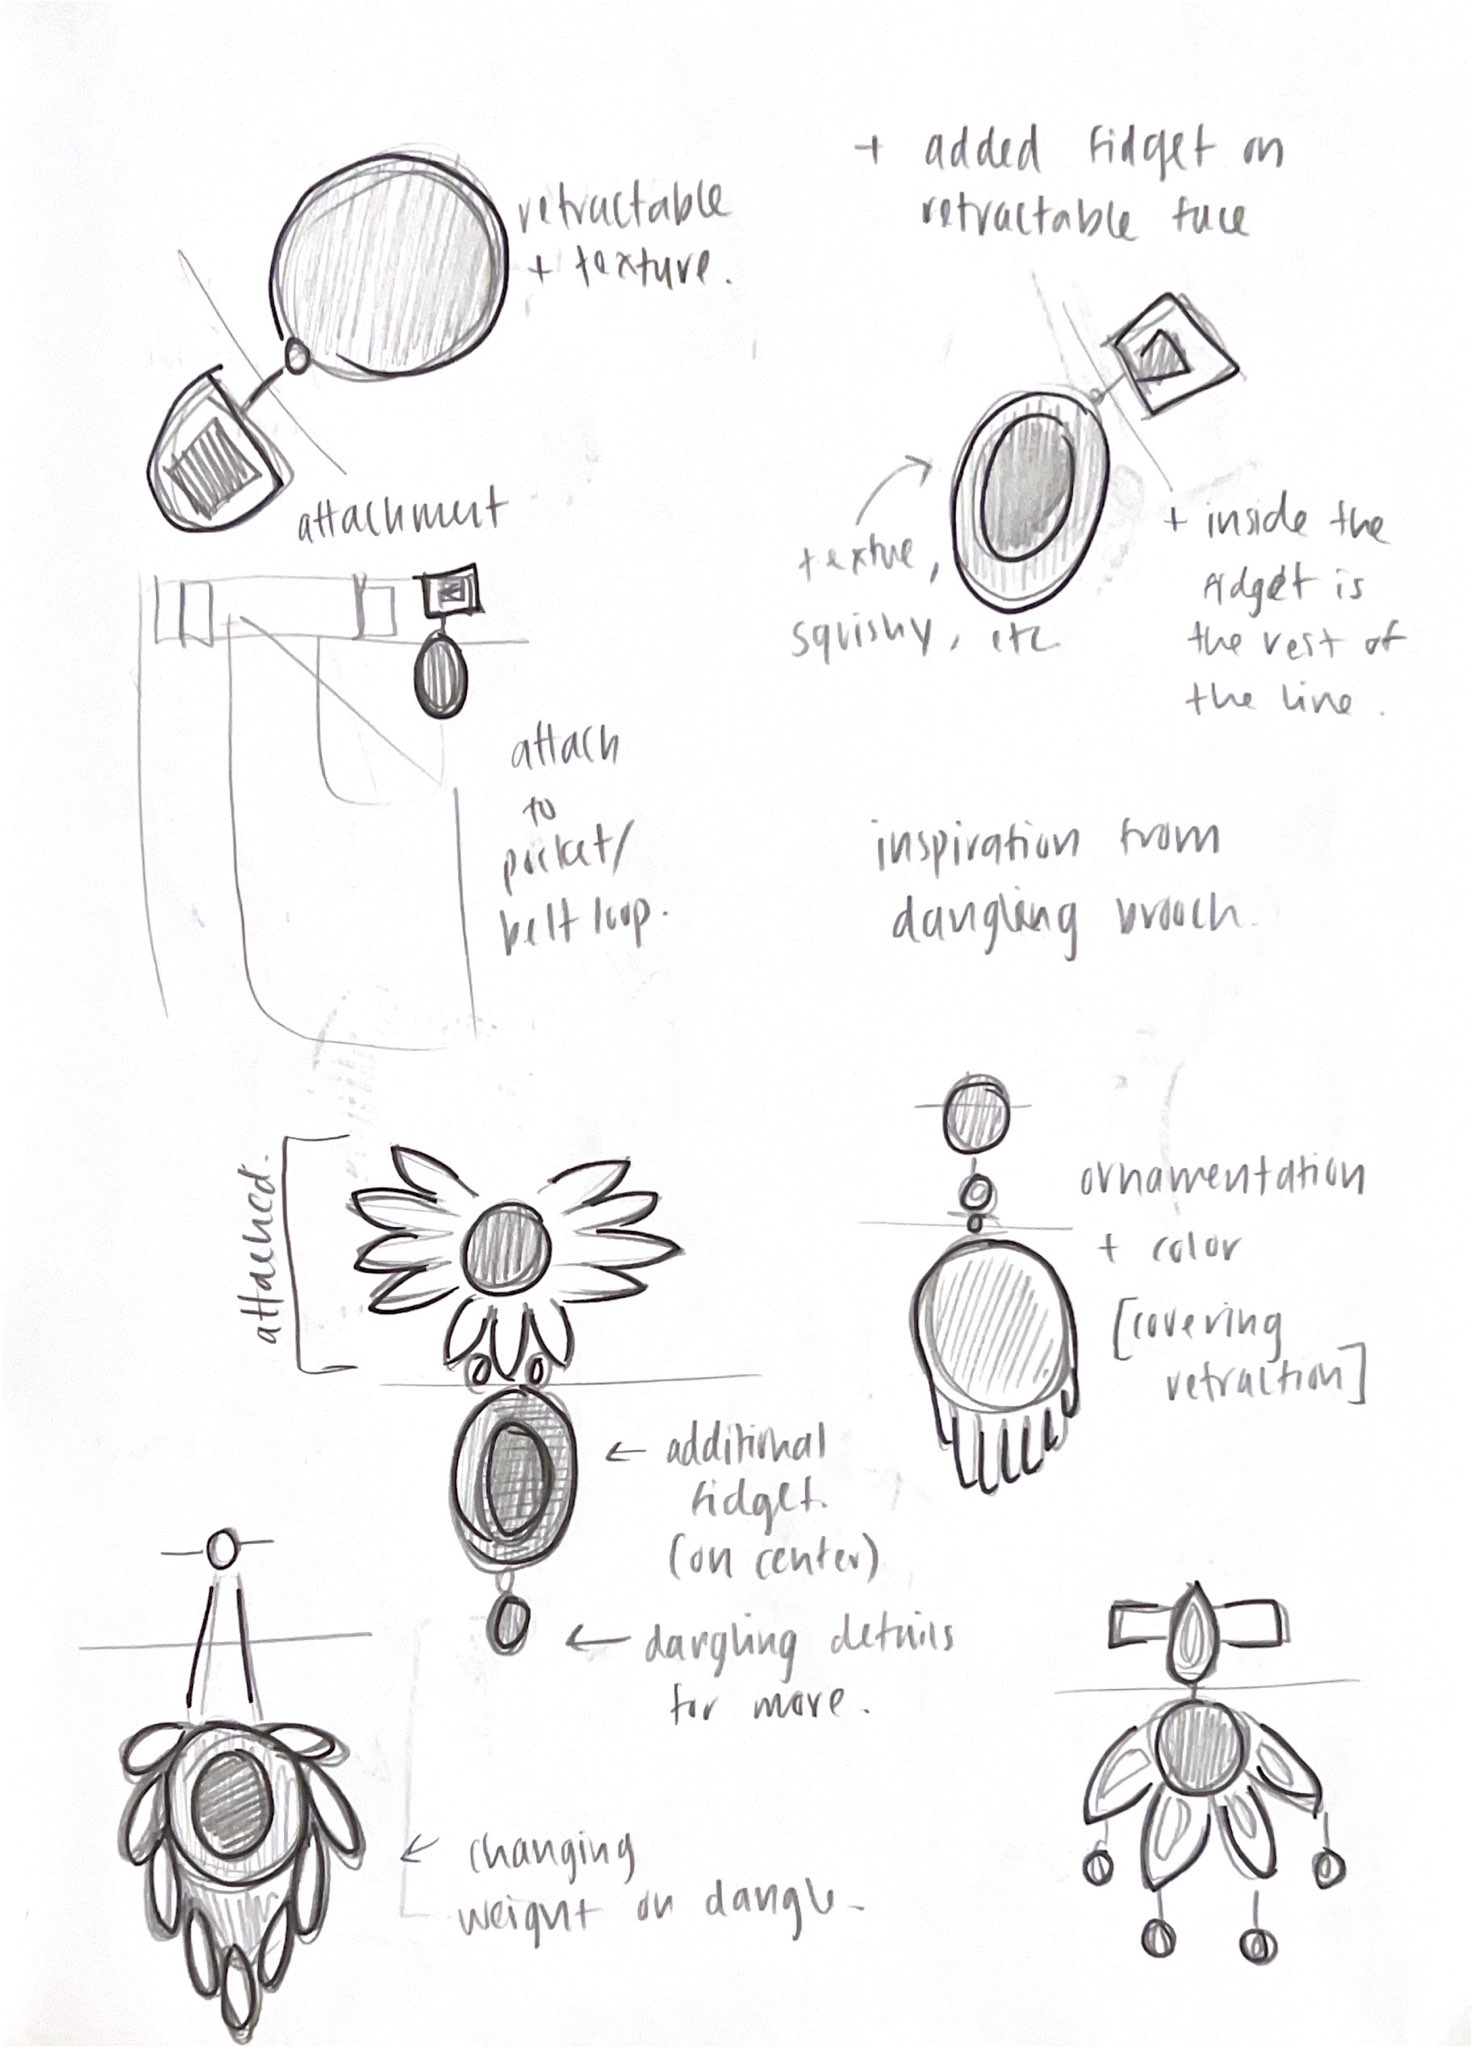 retractable
+ texture.
+ added fidget on
retractable face
attachment
texture,
squishy, etc
+ inside the
fidget is
the rest of
the line.
attach
to
pocket/
belt loop.
inspiration from
dangling brooch.
attached.
ornamentation
+ color
[covering
retraction]
← additional
fidget.
(on center)
← dangling details
for more.
← changing
weight on dangle.